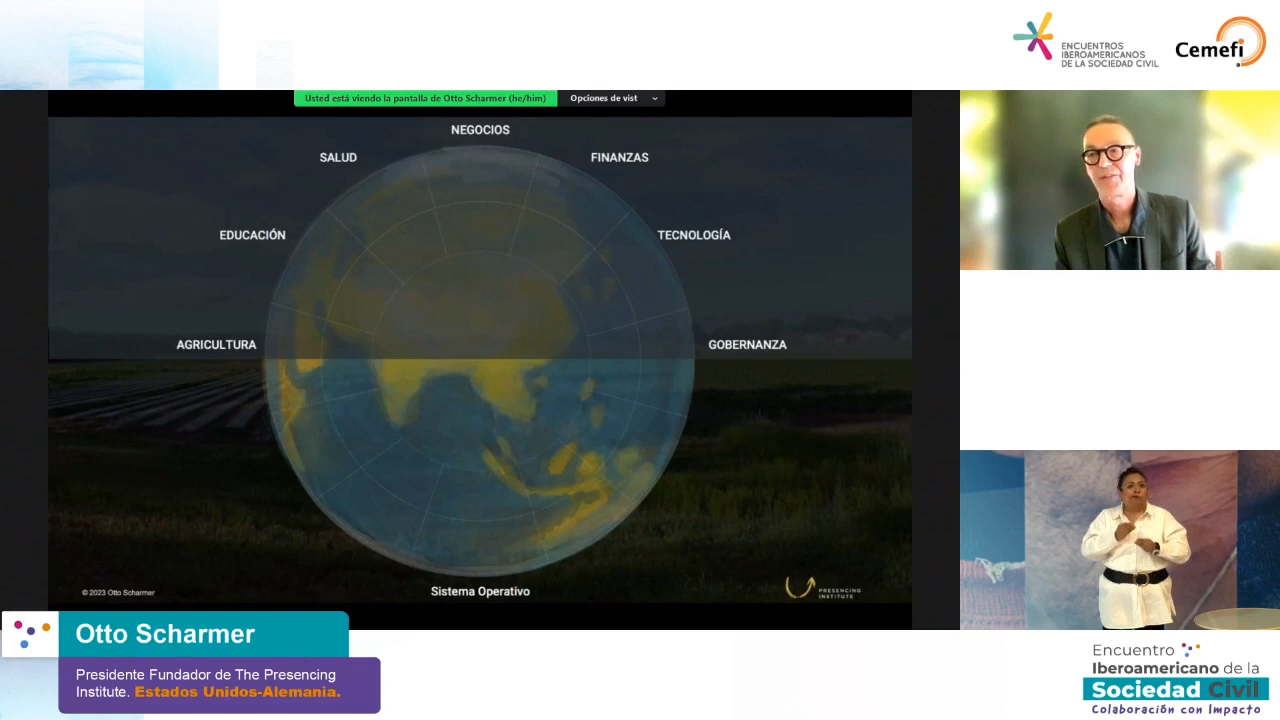 ENCUENTROS
IBEROAMERICANOS
DE LA SOCIEDAD CIVIL
Cemefi
Usted está viendo la pantalla de Otto Scharmer (he/him)
Opciones de vist
NEGOCIOS
SALUD
FINANZAS
EDUCACIÓN
TECNOLOGÍA
AGRICULTURA
GOBERNANZA
© 2023 Otto Scharmer
Sistema Operativo
PRESENCING
INSTITUTE
Otto Scharmer
Presidente Fundador de The Presencing
Institute. Estados Unidos-Alemania.
Encuentro
Iberoamericano de la
Sociedad Civil
Colaboración con Impacto